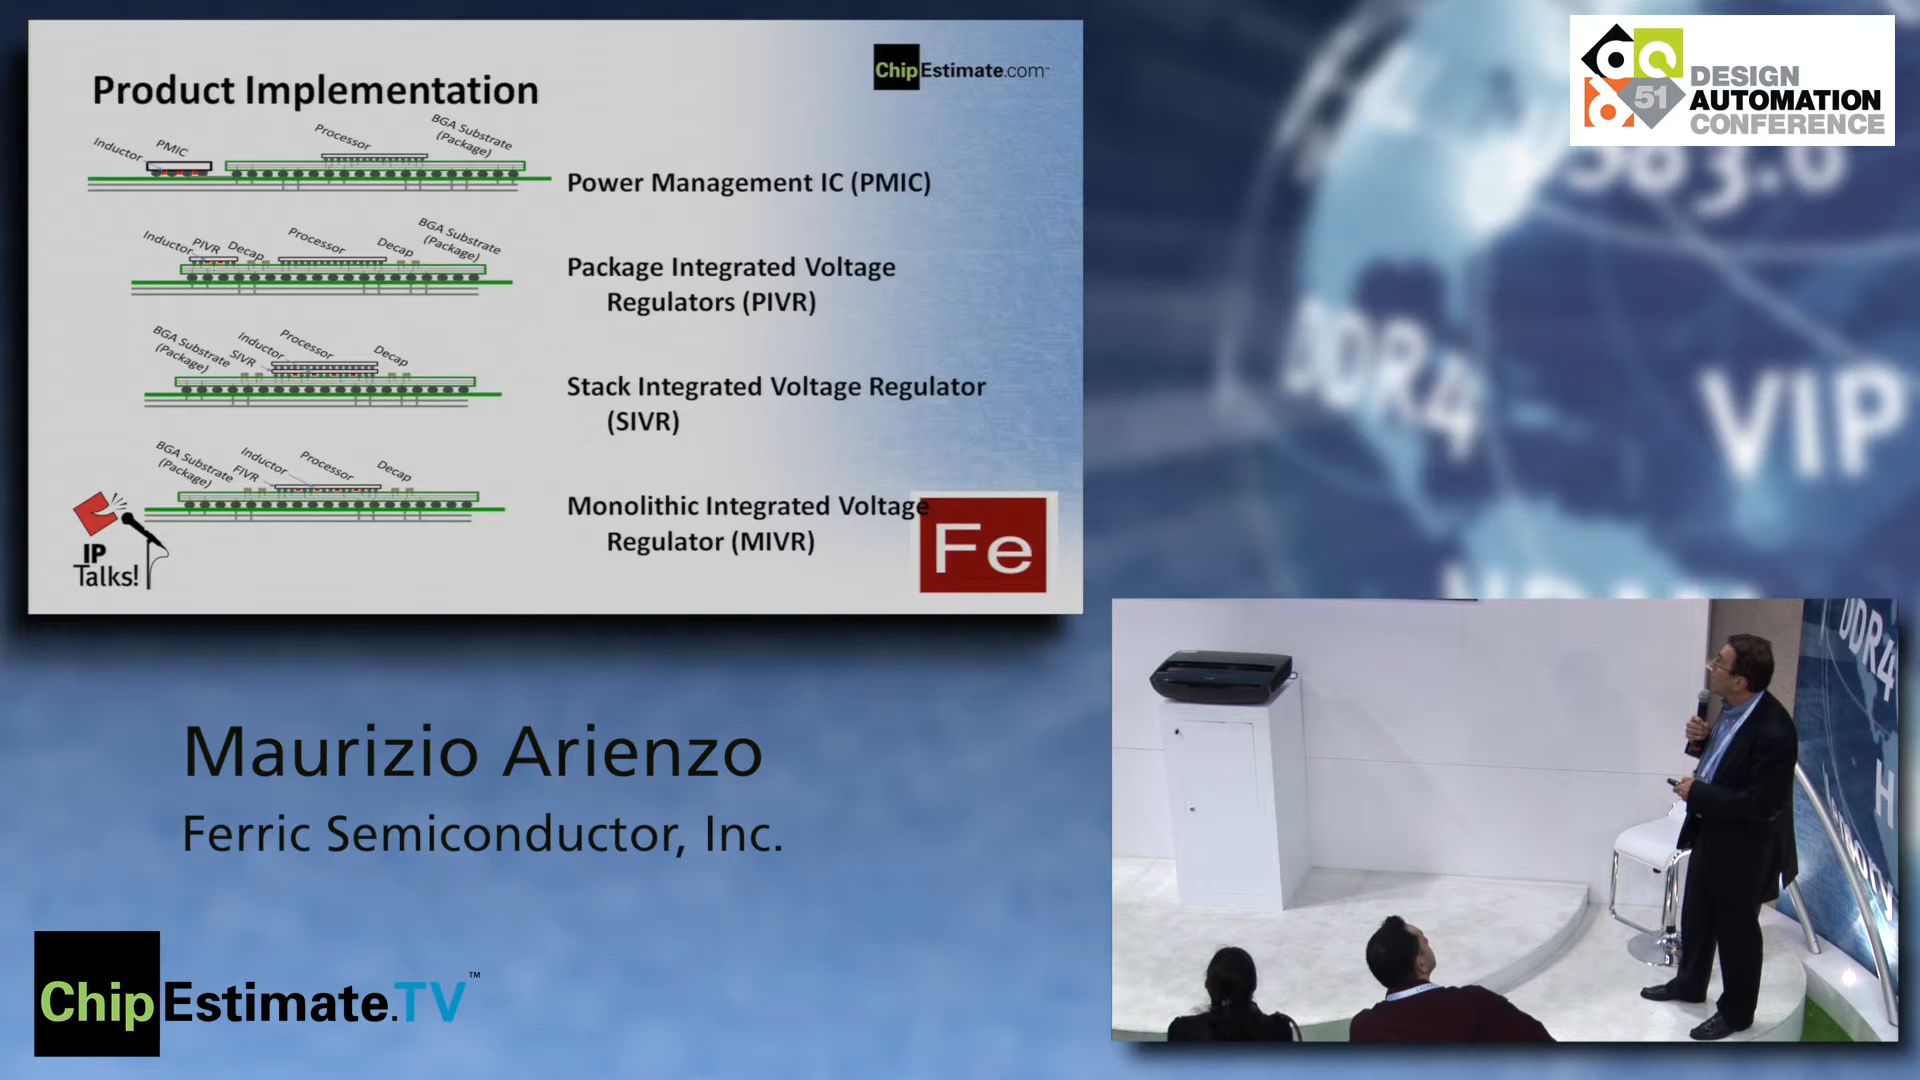 Product Implementation
ChipEstimate.com
Inductor
PMIC
Processor
BGA Substrate
(Package)
Power Management IC (PMIC)
Inductor
PIVR
Decap
Processor
Decap
BGA Substrate
(Package)
Package Integrated Voltage
Regulators (PIVR)
BGA Substrate
(Package)
SIVR
Inductor
Processor
Decap
Stack Integrated Voltage Regulator
(SIVR)
BGA Substrate
(Package)
FIVR
Inductor
Processor
Decap
Monolithic Integrated Voltage
Regulator (MIVR)
IP
Talks!
Fe
51
DESIGN
AUTOMATION
CONFERENCE
DDR4
VIP
Maurizio Arienzo
Ferric Semiconductor, Inc.
ChipEstimate.TV™
DDR4
H